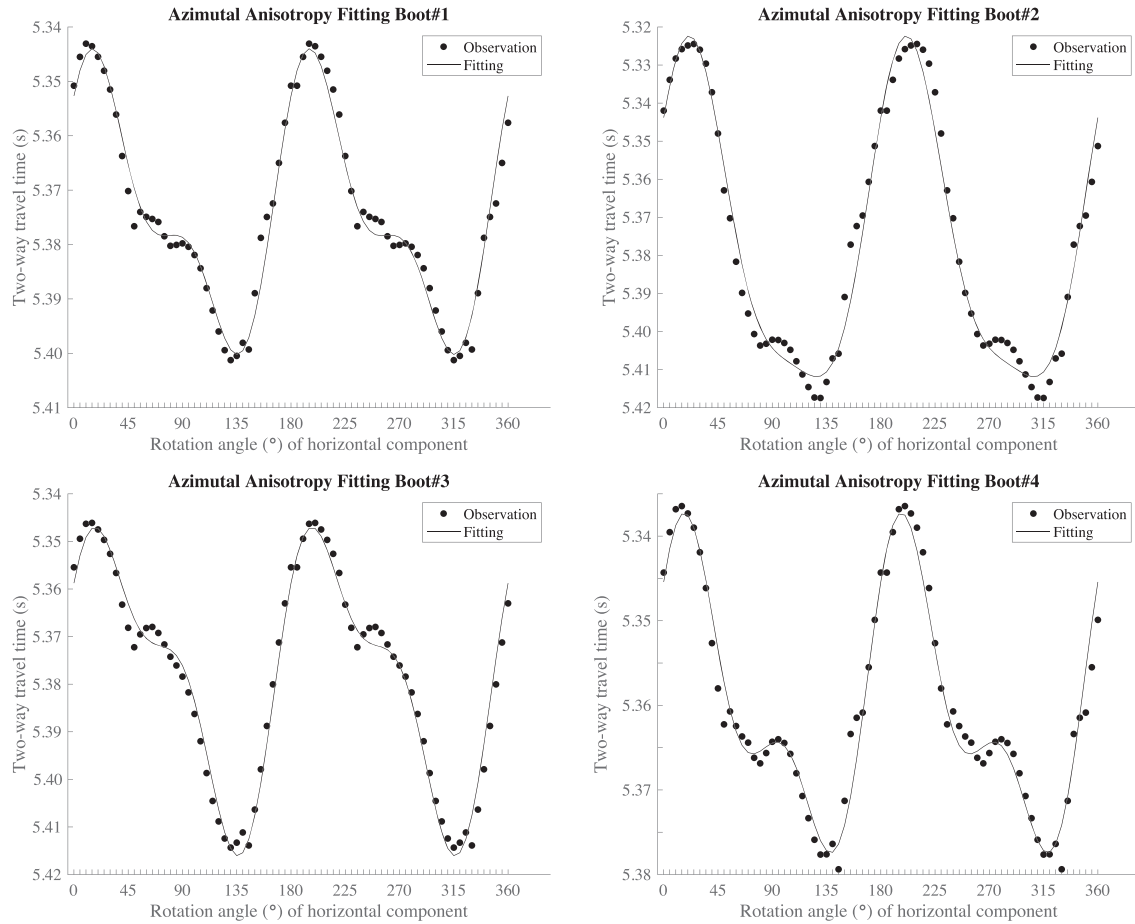 Azimutal Anisotropy Fitting Boot#1
5.34
5.35
5.36
5.37
5.38
5.39
5.40
5.41
Two-way travel time (s)
Observation
Fitting
0 45 90 135 180 225 270 315 360
Rotation angle (°) of horizontal component
Azimutal Anisotropy Fitting Boot#2
5.32
5.33
5.34
5.35
5.36
5.37
5.38
5.39
5.40
5.41
5.42
Two-way travel time (s)
Observation
Fitting
0 45 90 135 180 225 270 315 360
Rotation angle (°) of horizontal component
Azimutal Anisotropy Fitting Boot#3
5.34
5.35
5.36
5.37
5.38
5.39
5.40
5.41
5.42
Two-way travel time (s)
Observation
Fitting
0 45 90 135 180 225 270 315 360
Rotation angle (°) of horizontal component
Azimutal Anisotropy Fitting Boot#4
5.34
5.35
5.36
5.37
5.38
Two-way travel time (s)
Observation
Fitting
0 45 90 135 180 225 270 315 360
Rotation angle (°) of horizontal component